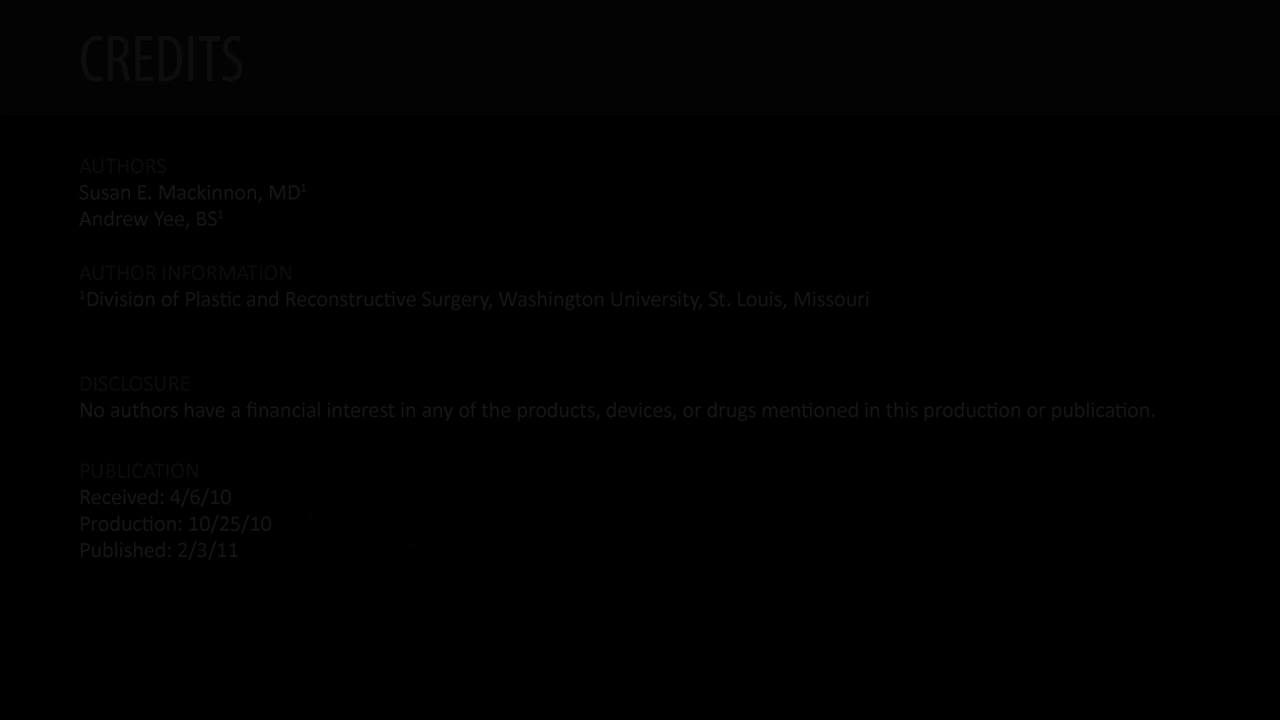 CREDITS
AUTHORS
Susan E. Mackinnon, MD¹
Andrew Yee, BS¹
AUTHOR INFORMATION
¹Division of Plastic and Reconstructive Surgery, Washington University, St. Louis, Missouri
DISCLOSURE
No authors have a financial interest in any of the products, devices, or drugs mentioned in this production or publication.
PUBLICATION
Received: 4/6/10
Production: 10/25/10
Published: 2/3/11